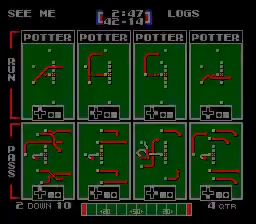 SEE ME 2:47 LOGS
42-14
POTTER POTTER POTTER POTTER
RUN
PASS
2 DOWN 10 4 QTR